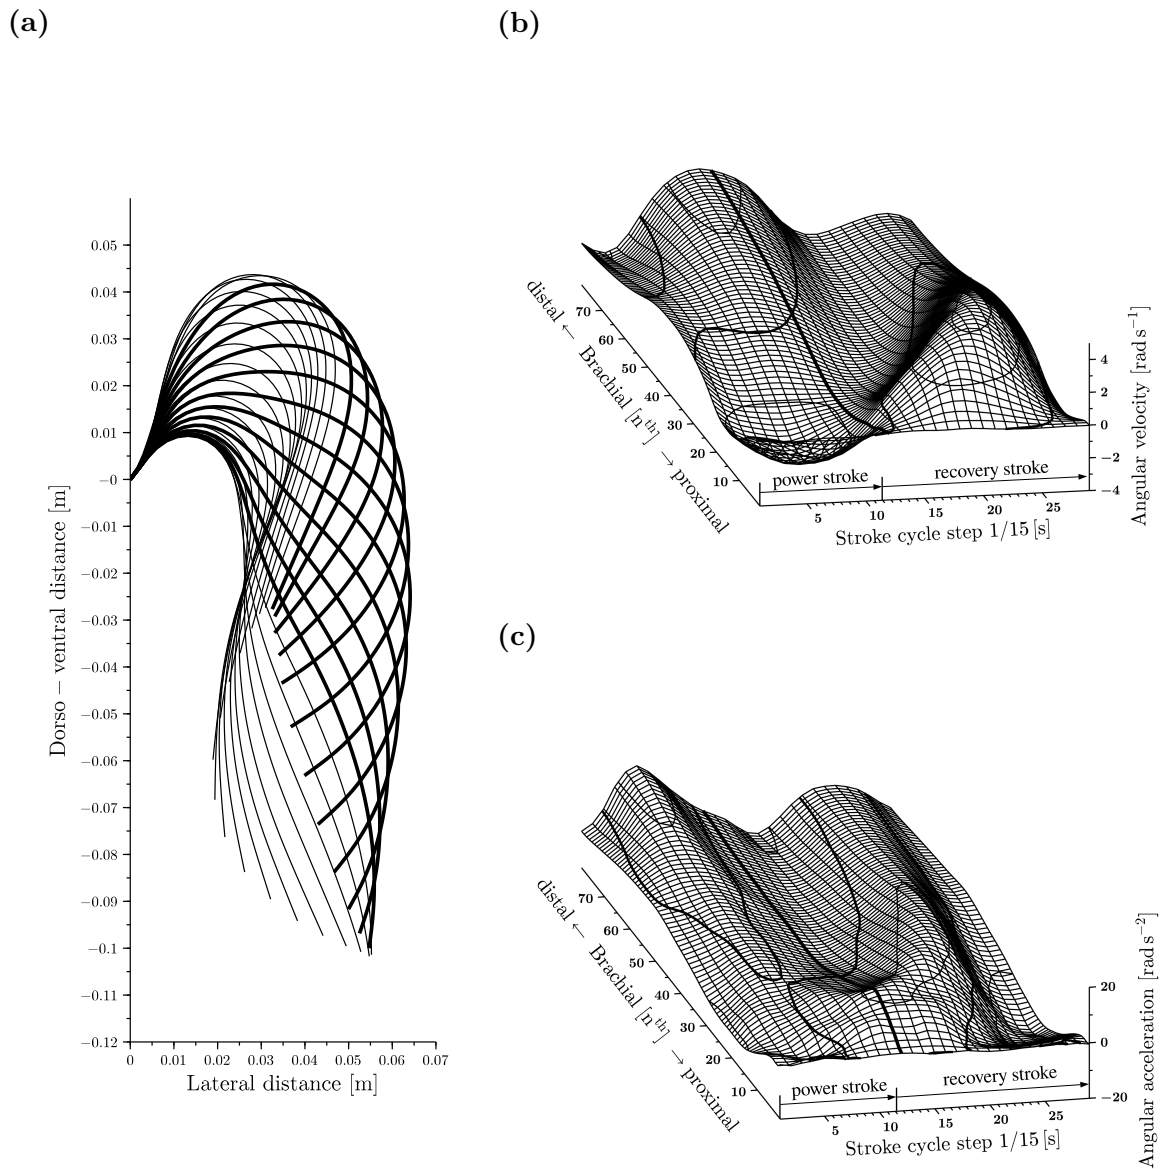 (a)
0.05
0.04
0.03
0.02
0.01
−0
−0.01
−0.02
−0.03
−0.04
−0.05
−0.06
−0.07
−0.08
−0.09
−0.1
−0.11
−0.12
0 0.01 0.02 0.03 0.04 0.05 0.06 0.07
Lateral distance [m]
Dorso − ventral distance [m]
(b)
distal ← Brachial [nth] → proximal
70
60
50
40
30
20
10
power stroke
recovery stroke
5 10 15 20 25
Stroke cycle step 1/15 [s]
4
2
0
−2
−4
Angular velocity [rad s−1]
(c)
distal ← Brachial [nth] → proximal
70
60
50
40
30
20
10
power stroke
recovery stroke
5 10 15 20 25
Stroke cycle step 1/15 [s]
20
0
−20
Angular acceleration [rad s−2]